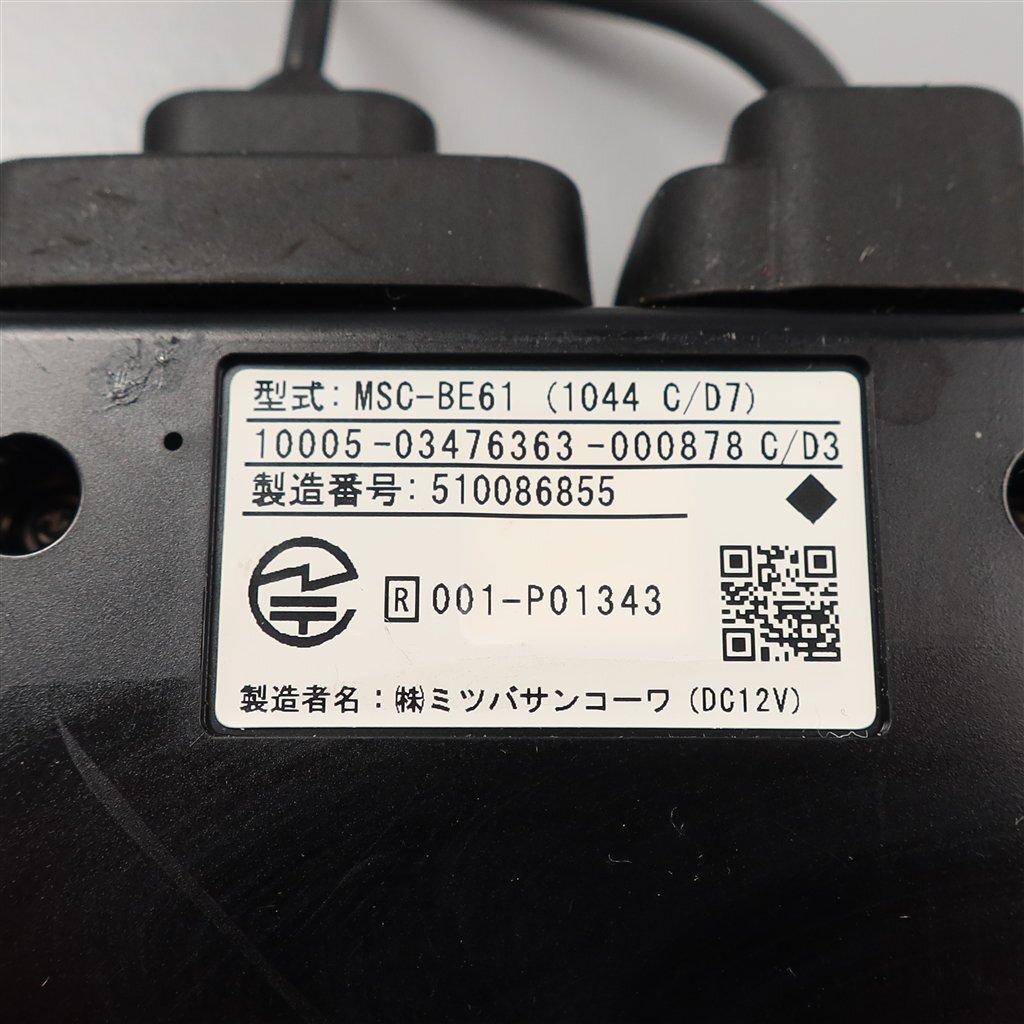 型式: MSC-BE61 (1044 C/D7)
10005-03476363-000878 C/D3
製造番号: 510086855
R 001-P01343
製造者名：㈱ミツバサンコーワ (DC12V)